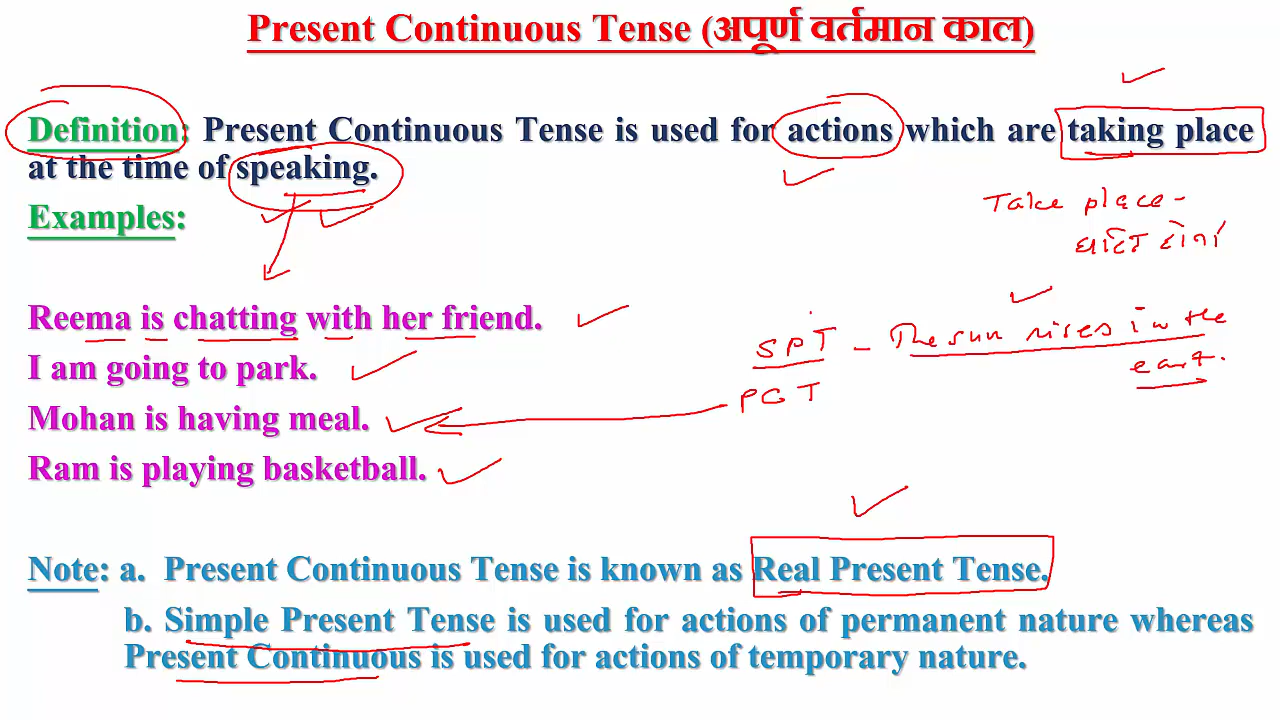 Present Continuous Tense (अपूर्ण वर्तमान काल)
Definition: Present Continuous Tense is used for actions which are taking place
at the time of speaking.
Take place -
घटित होना
Examples:
Reema is chatting with her friend.
SPT - The sun rises in the
east.
I am going to park.
PCT
Mohan is having meal.
Ram is playing basketball.
Note: a. Present Continuous Tense is known as Real Present Tense.
b. Simple Present Tense is used for actions of permanent nature whereas
Present Continuous is used for actions of temporary nature.